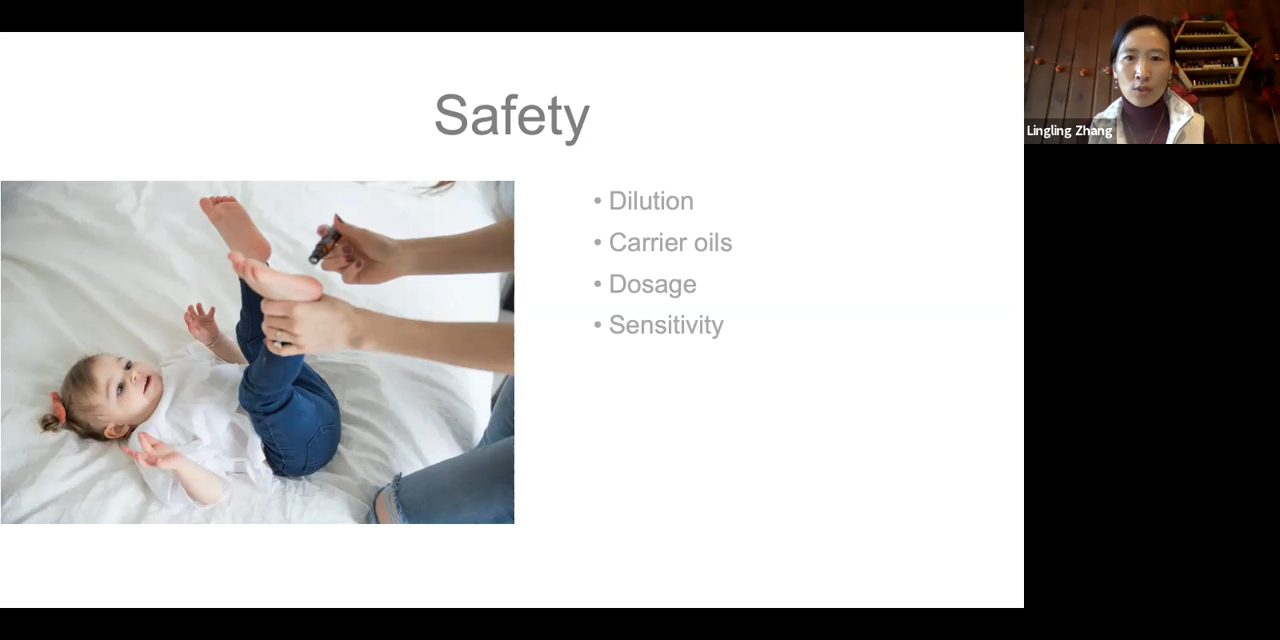 Safety
• Dilution
• Carrier oils
• Dosage
• Sensitivity
Lingling Zhang